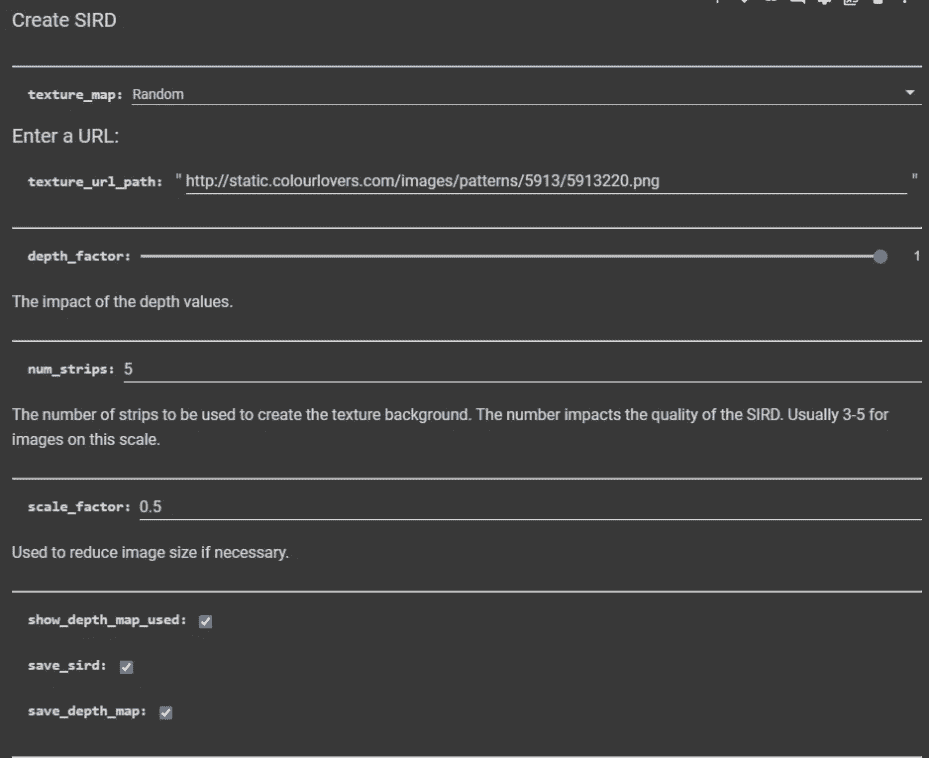 Create SIRD
texture_map: Random
Enter a URL:
texture_url_path: " http://static.colourlovers.com/images/patterns/5913/5913220.png "
depth_factor: 1
The impact of the depth values.
num_strips: 5
The number of strips to be used to create the texture background. The number impacts the quality of the SIRD. Usually 3-5 for
images on this scale.
scale_factor: 0.5
Used to reduce image size if necessary.
show_depth_map_used:
save_sird:
save_depth_map: